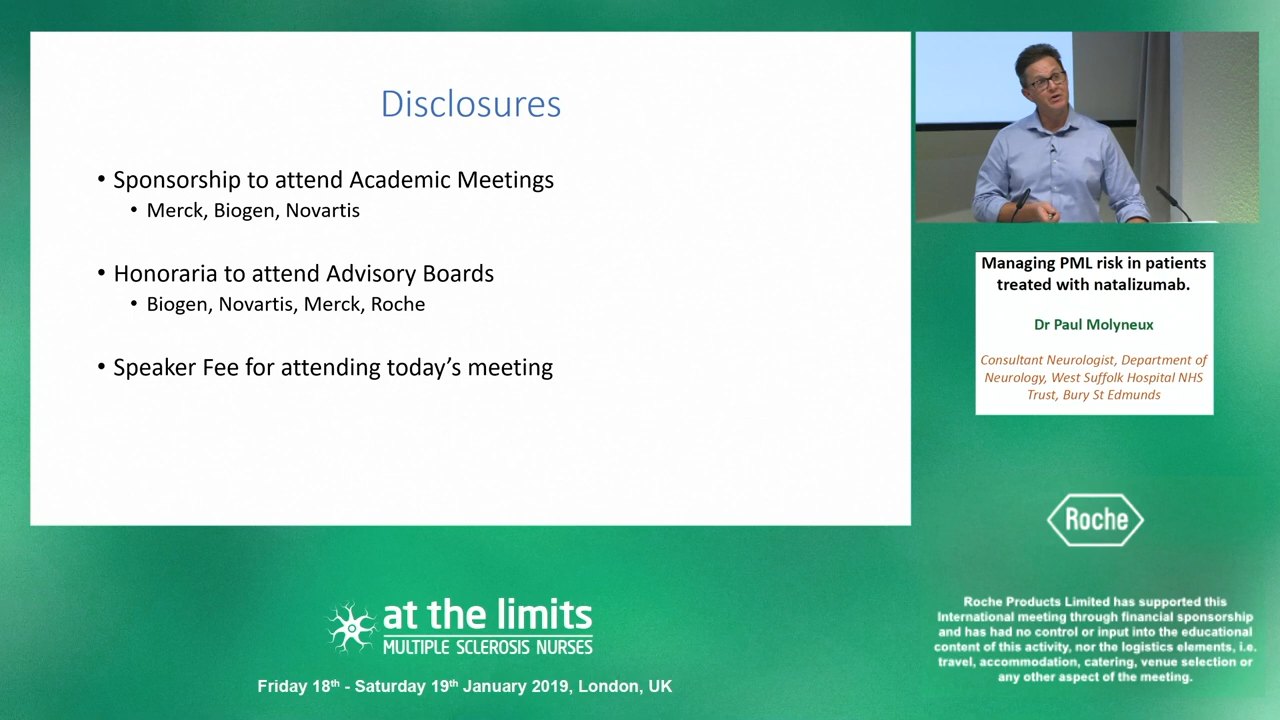 Disclosures
• Sponsorship to attend Academic Meetings
• Merck, Biogen, Novartis
• Honoraria to attend Advisory Boards
• Biogen, Novartis, Merck, Roche
• Speaker Fee for attending today’s meeting
Managing PML risk in patients
treated with natalizumab.
Dr Paul Molyneux
Consultant Neurologist, Department of
Neurology, West Suffolk Hospital NHS
Trust, Bury St Edmunds
Roche
Roche Products Limited has supported this
International meeting through financial sponsorship
and has had no control or input into the educational
content of this activity, nor the logistics elements, i.e.
travel, accommodation, catering, venue selection or
any other aspect of the meeting.
at the limits
MULTIPLE SCLEROSIS NURSES
Friday 18th - Saturday 19th January 2019, London, UK